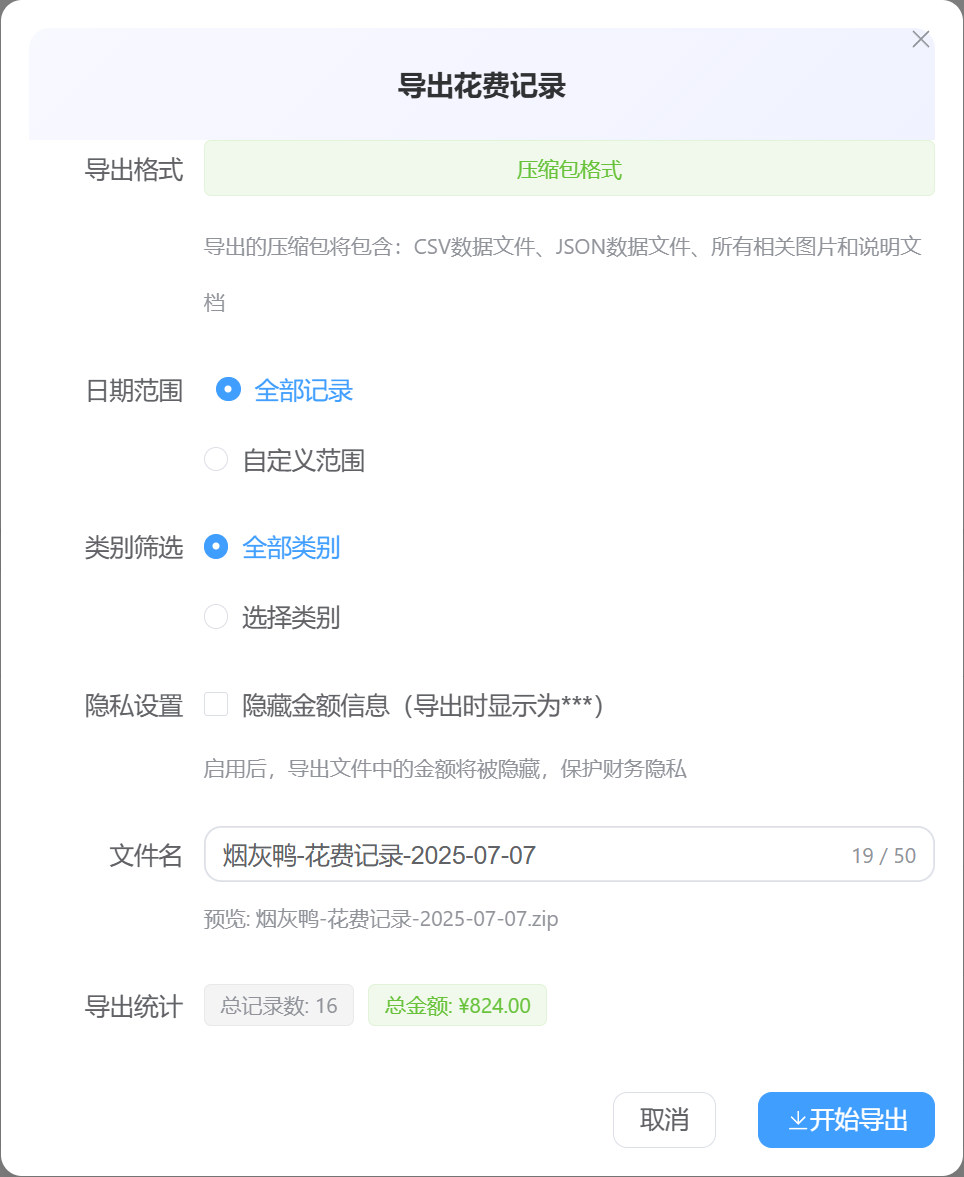 导出花费记录
导出格式
压缩包格式
导出的压缩包将包含：CSV数据文件、JSON数据文件、所有相关图片和说明文
档
日期范围
全部记录
自定义范围
类别筛选
全部类别
选择类别
隐私设置
隐藏金额信息（导出时显示为***）
启用后，导出文件中的金额将被隐藏，保护财务隐私
文件名
烟灰鸭-花费记录-2025-07-07
19 / 50
预览: 烟灰鸭-花费记录-2025-07-07.zip
导出统计
总记录数: 16
总金额: ¥824.00
取消
开始导出